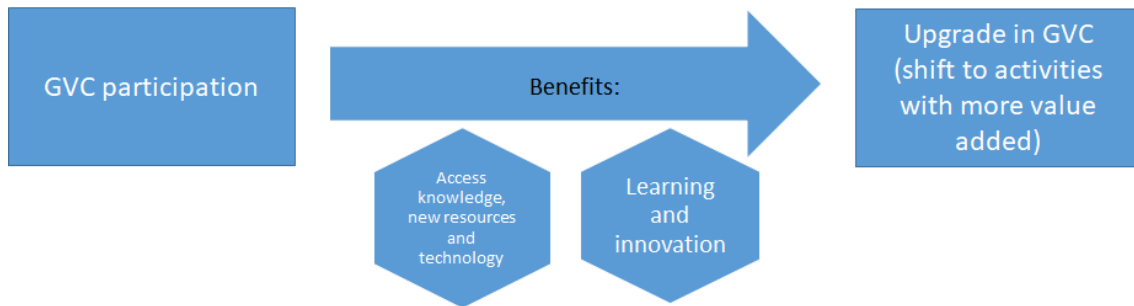 GVC participation
Benefits:
Upgrade in GVC
(shift to activities
with more value
added)
Access
knowledge,
new resources
and
technology
Learning
and
innovation